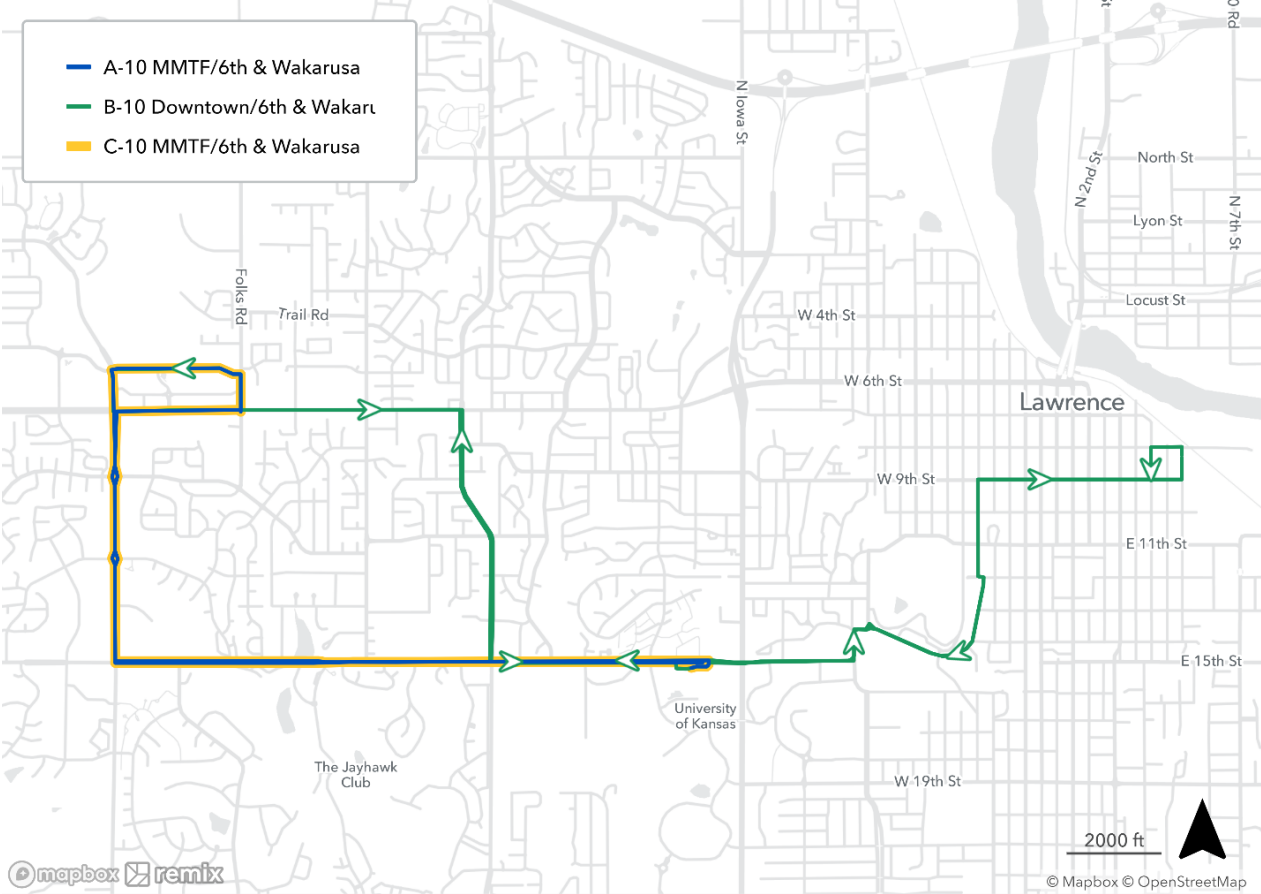 A-10 MMTF/6th & Wakarusa
B-10 Downtown/6th & Wakaru
C-10 MMTF/6th & Wakarusa
N Iowa St
North St
N 2nd St
Lyon St
N 7th St
Folks Rd
Trail Rd
Locust St
W 4th St
W 6th St
Lawrence
W 9th St
E 11th St
E 15th St
University
of Kansas
The Jayhawk
Club
W 19th St
2000 ft
mapbox remix
© Mapbox © OpenStreetMap